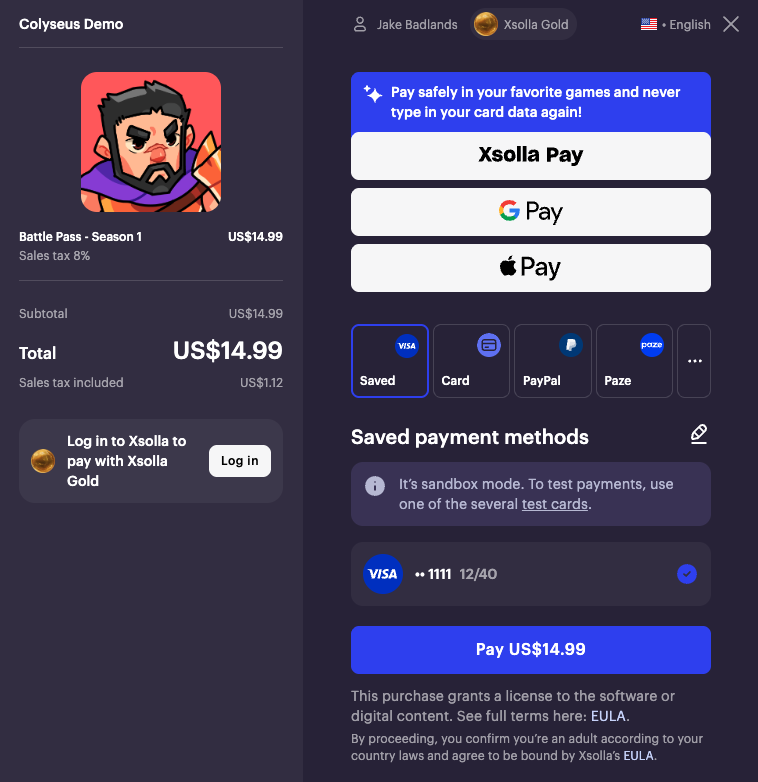 Colyseus Demo
Battle Pass - Season 1 US$14.99
Sales tax 8%
Subtotal US$14.99
Total US$14.99
Sales tax included US$1.12
Log in to Xsolla to
pay with Xsolla
Gold
Log in
Jake Badlands
Xsolla Gold
• English
Pay safely in your favorite games and never
type in your card data again!
Xsolla Pay
G Pay
Pay
VISA
Saved
Card
PayPal
paze
Paze
...
Saved payment methods
It’s sandbox mode. To test payments, use
one of the several test cards.
VISA •• 1111 12/40
Pay US$14.99
This purchase grants a license to the software or
digital content. See full terms here: EULA.
By proceeding, you confirm you’re an adult according to your
country laws and agree to be bound by Xsolla’s EULA.